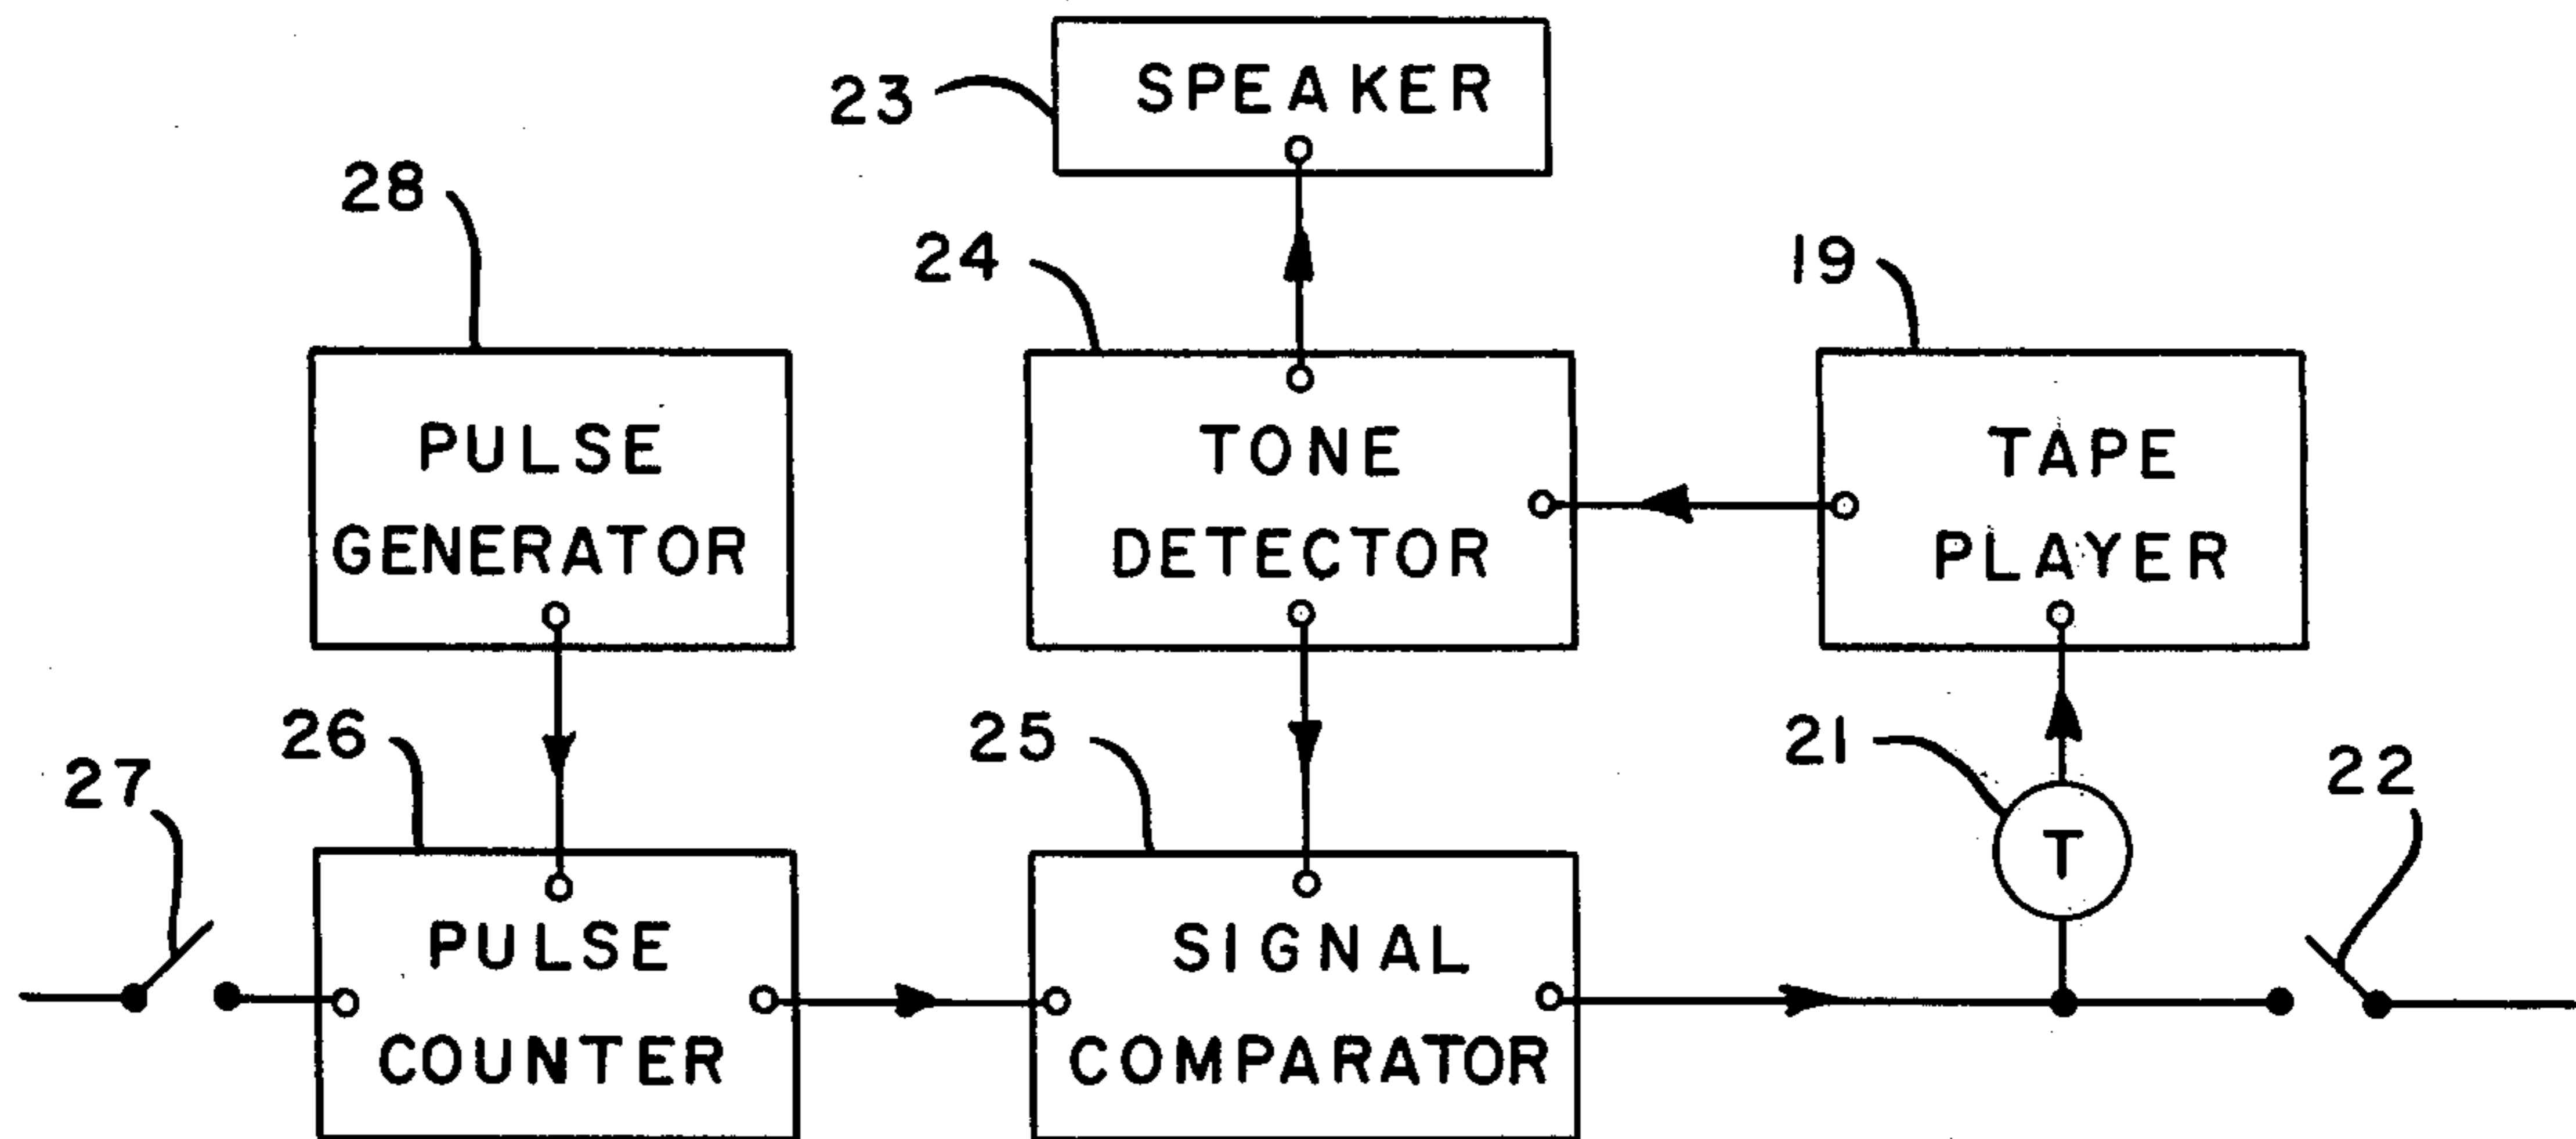 23
SPEAKER
28
24
19
PULSE
GENERATOR
TONE
DETECTOR
TAPE
PLAYER
27
26
25
21
22
T
PULSE
COUNTER
SIGNAL
COMPARATOR